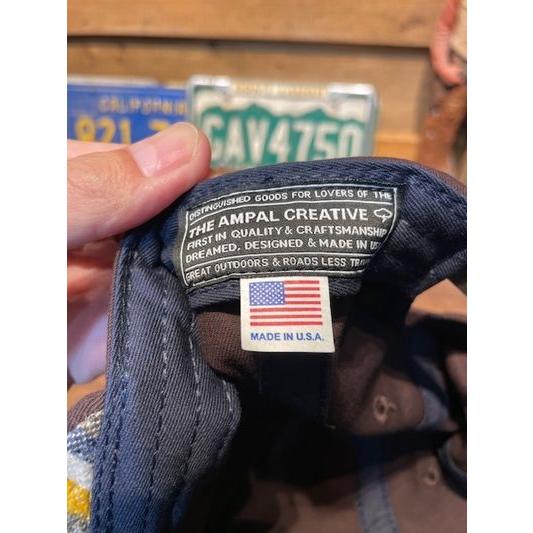 CALIFORNIA
821
GAV4750
DISTINGUISHED GOODS FOR LOVERS OF THE
THE AMPAL CREATIVE
FIRST IN QUALITY & CRAFTSMANSHIP
DREAMED, DESIGNED & MADE IN
GREAT OUTDOORS & ROADS LESS
MADE IN U.S.A.